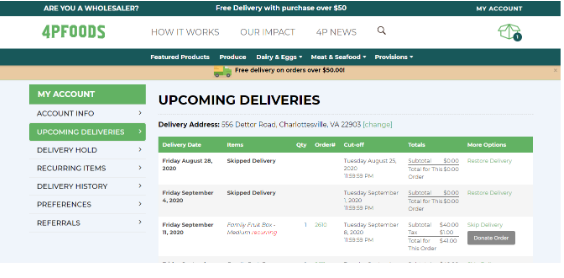 ARE YOU A WHOLESALER?
Free Delivery with purchase over $50
MY ACCOUNT
4PFOODS
HOW IT WORKS
OUR IMPACT
4P NEWS
1
Featured Products
Produce
Dairy & Eggs
Meat & Seafood
Provisions
Free delivery on orders over $50.00!
x
MY ACCOUNT
ACCOUNT INFO
UPCOMING DELIVERIES
DELIVERY HOLD
RECURRING ITEMS
DELIVERY HISTORY
PREFERENCES
REFERRALS
UPCOMING DELIVERIES
Delivery Address: 556 Dettor Road, Charlottesville, VA 22903 [change]
Delivery Date Items Qty Order# Cut-off Totals More Options
Friday August 28, 2020
Skipped Delivery
Tuesday August 25, 2020
11:59:59 PM
Subtotal $0.00
Total for This $0.00
Order
Restore Delivery
Friday September 4, 2020
Skipped Delivery
Tuesday September 1, 2020
11:59:59 PM
Subtotal $0.00
Total for This $0.00
Order
Restore Delivery
Friday September 11, 2020
Family Fruit Box - Medium recurring
1
Tuesday September 8, 2020
11:59:59 PM
Subtotal $40.00
Tax $1.00
Total for $41.00
This Order
Skip Delivery
Donate Order